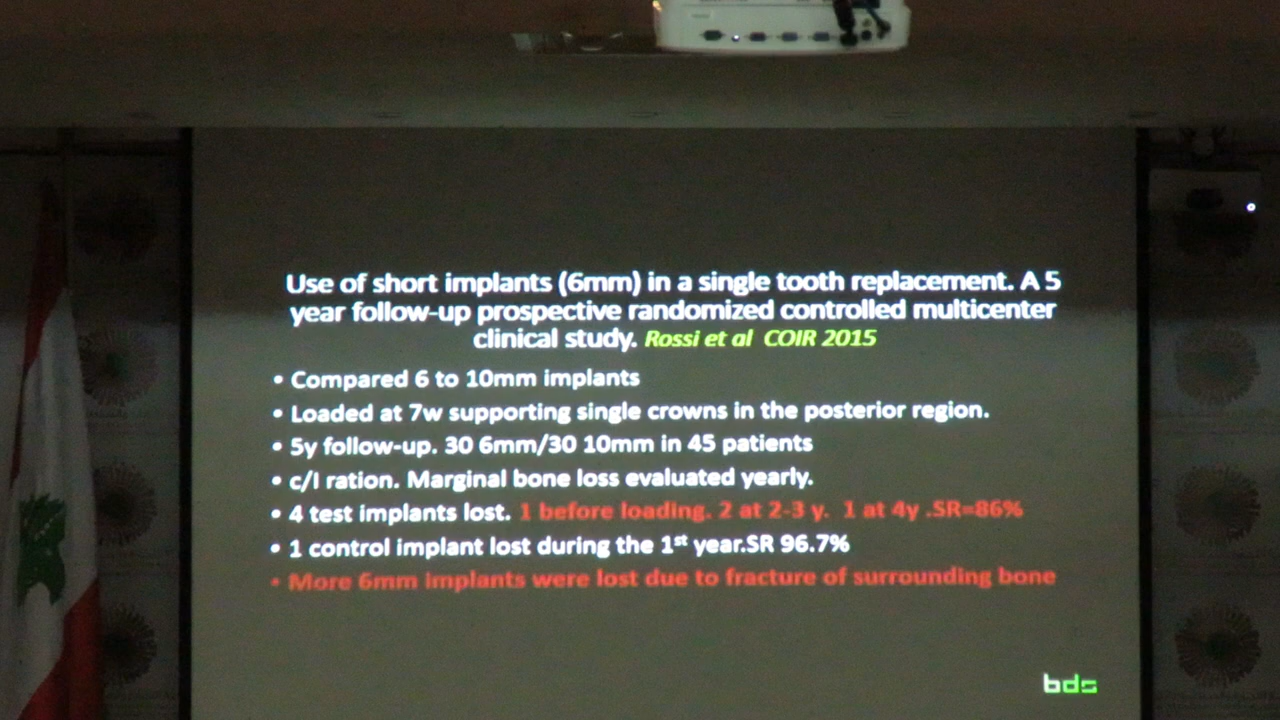 Use of short implants (6mm) in a single tooth replacement. A 5
year follow-up prospective randomized controlled multicenter
clinical study. Rossi et al COIR 2015
• Compared 6 to 10mm implants
• Loaded at 7w supporting single crowns in the posterior region.
• 5y follow-up. 30 6mm/30 10mm in 45 patients
• c/I ration. Marginal bone loss evaluated yearly.
• 4 test implants lost. 1 before loading. 2 at 2-3 y. 1 at 4y .SR=86%
• 1 control implant lost during the 1st year.SR 96.7%
• More 6mm implants were lost due to fracture of surrounding bone
bds